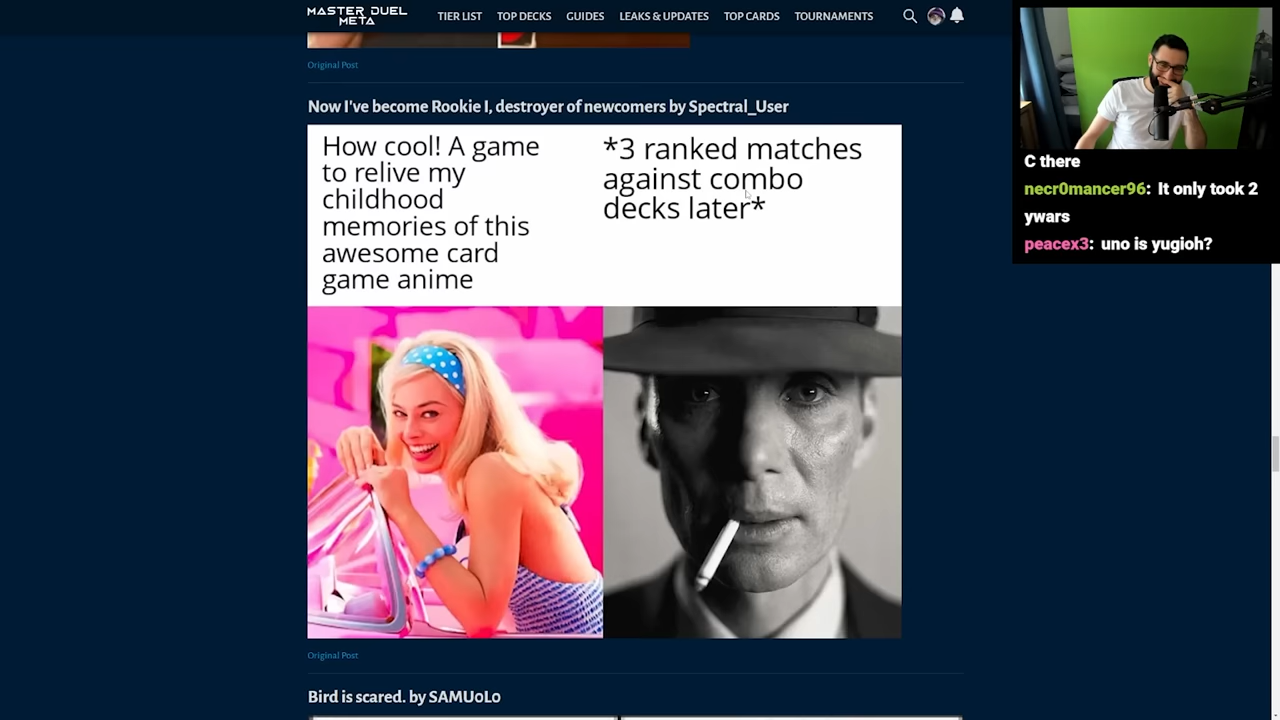 MASTER DUEL
META
TIER LIST
TOP DECKS
GUIDES
LEAKS & UPDATES
TOP CARDS
TOURNAMENTS
Original Post
Now I've become Rookie I, destroyer of newcomers by Spectral_User
How cool! A game
to relive my
childhood
memories of this
awesome card
game anime
*3 ranked matches
against combo
decks later*
Original Post
Bird is scared. by SAMU0L0
C there
necr0mancer96: It only took 2
ywars
peacex3: uno is yugioh?